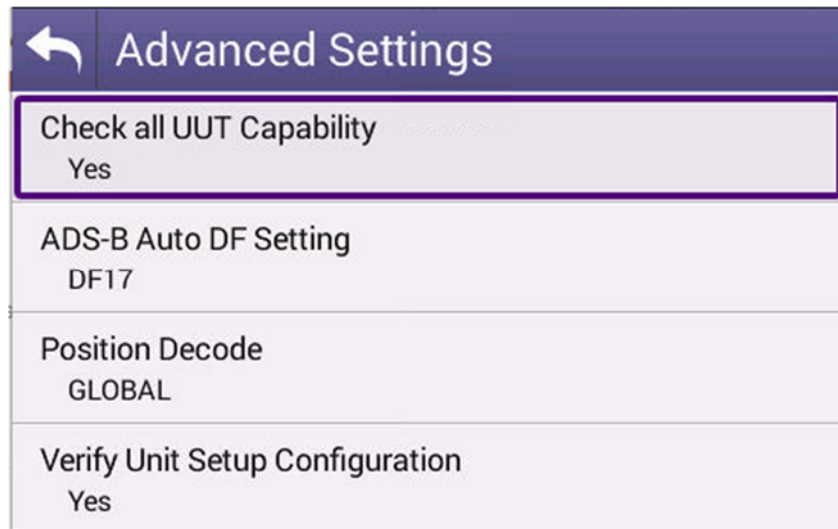 Advanced Settings
Check all UUT Capability
Yes
ADS-B Auto DF Setting
DF17
Position Decode
GLOBAL
Verify Unit Setup Configuration
Yes